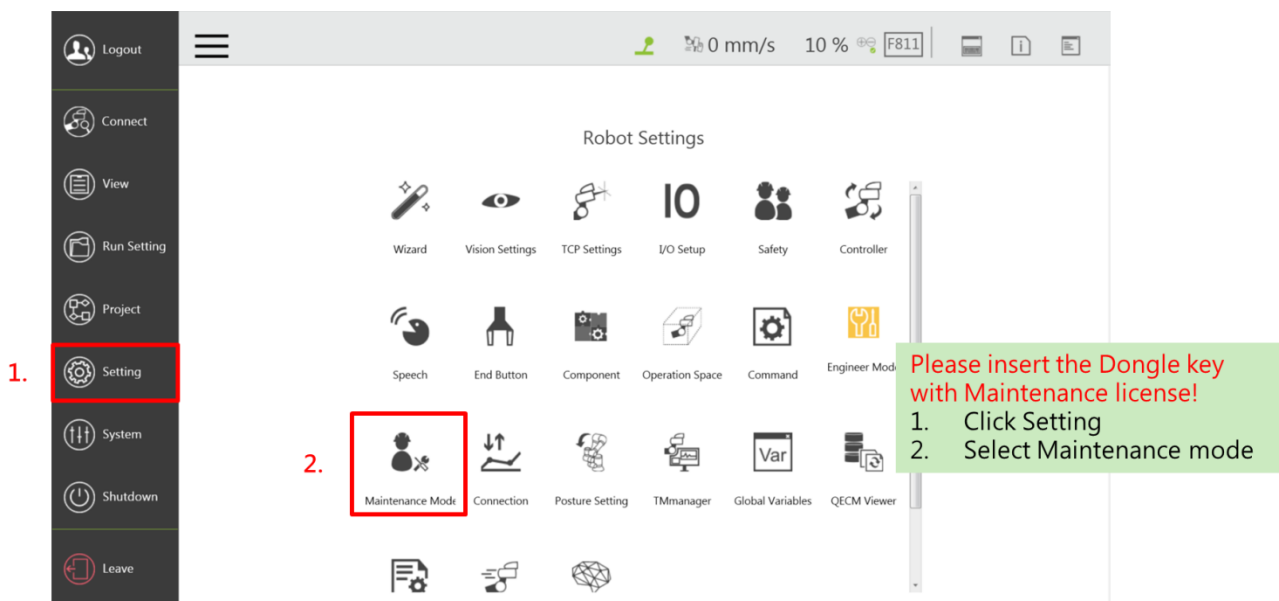 Logout
0 mm/s
10 %
F811
Connect
View
Run Setting
Project
1.
Setting
System
Shutdown
Leave
Robot Settings
IO
Wizard
Vision Settings
TCP Settings
I/O Setup
Safety
Controller
Speech
End Button
Component
Operation Space
Command
Engineer Mode
2.
Var
Maintenance Mode
Connection
Posture Setting
TMmanager
Global Variables
QECM Viewer
Please insert the Dongle key
with Maintenance license!
1. Click Setting
2. Select Maintenance mode